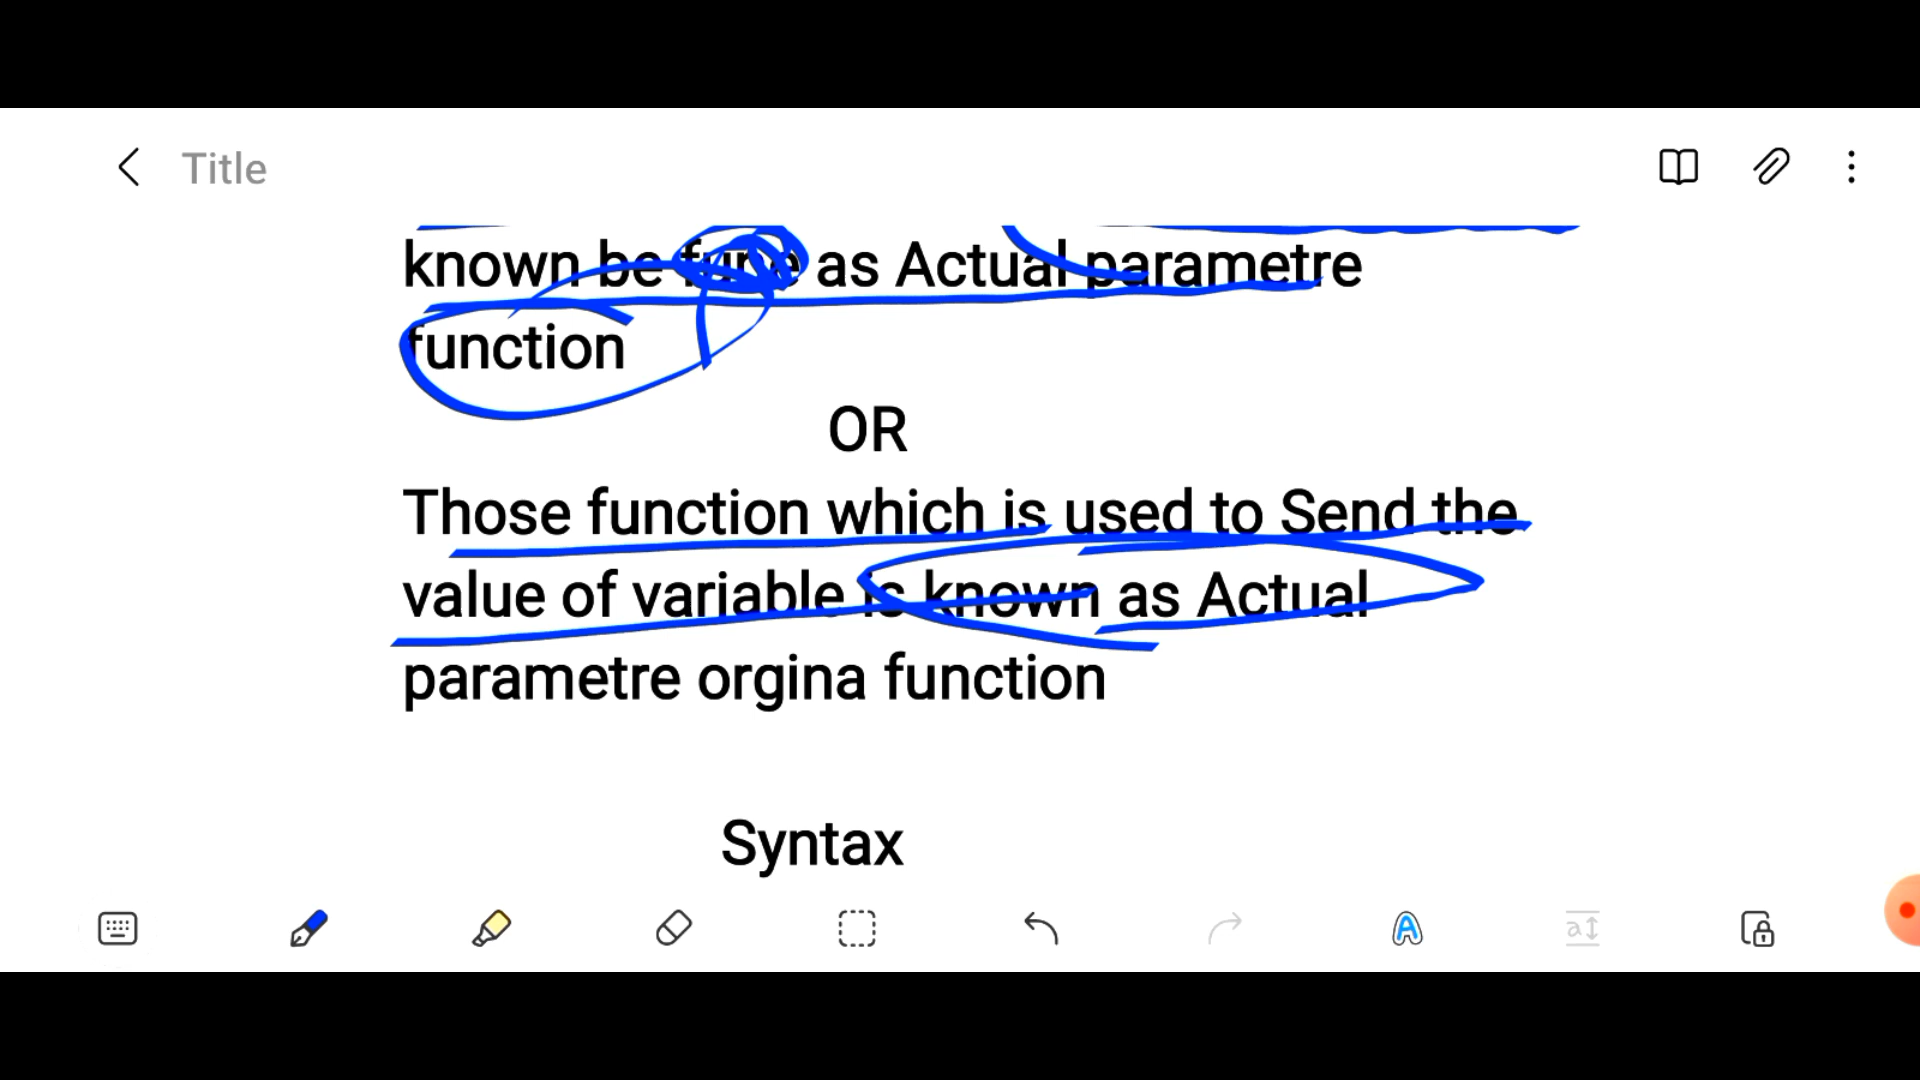 Title
known be fune as Actual parametre
function
OR
Those function which is used to Send the
value of variable is known as Actual
parametre orgina function
Syntax